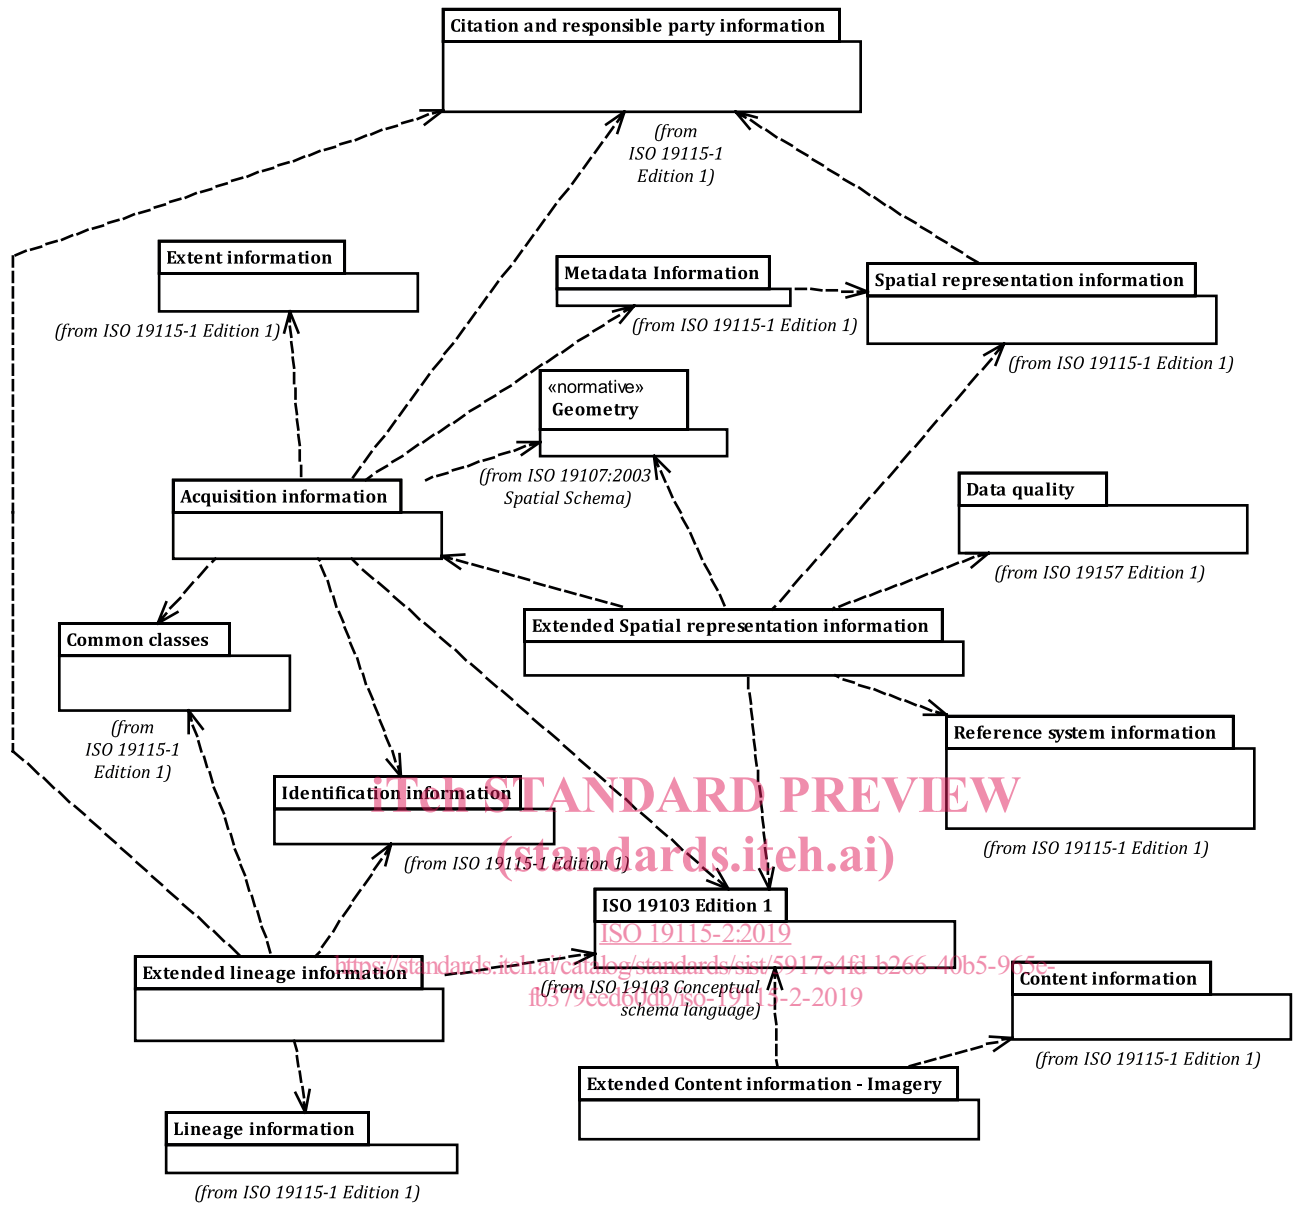 Citation and responsible party information
(from
ISO 19115-1
Edition 1)
Extent information
(from ISO 19115-1 Edition 1)
Metadata Information
(from ISO 19115-1 Edition 1)
Spatial representation information
(from ISO 19115-1 Edition 1)
«normative»
Geometry
(from ISO 19107:2003
Spatial Schema)
Acquisition information
Data quality
(from ISO 19157 Edition 1)
Extended Spatial representation information
Common classes
(from
ISO 19115-1
Edition 1)
Reference system information
(from ISO 19115-1 Edition 1)
Identification information
(from ISO 19115-1 Edition 1)
iTeh STANDARD PREVIEW
(standards.iteh.ai)
ISO 19103 Edition 1
ISO 19115-2:2019
(from ISO 19103 Conceptual
schema language)
Extended lineage information
https://standards.iteh.ai/catalog/standards/sist/5917e4fd-b266-40b5-965e-
fb379eed60db/iso-19115-2-2019
Content information
(from ISO 19115-1 Edition 1)
Extended Content information - Imagery
Lineage information
(from ISO 19115-1 Edition 1)